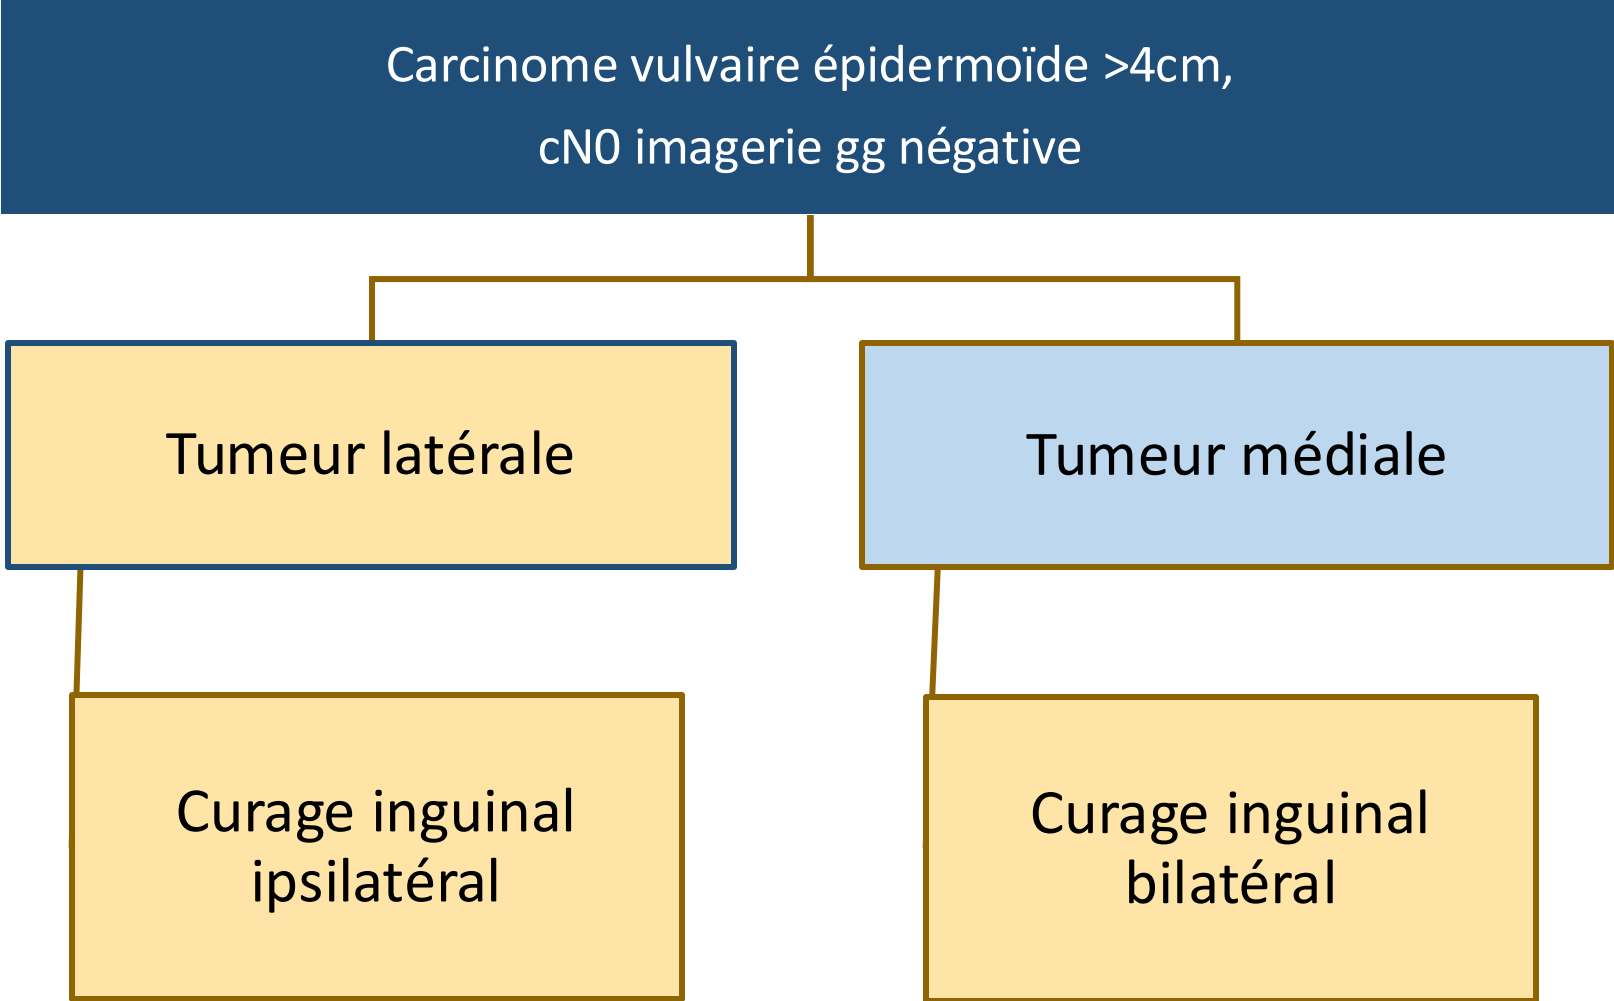 Carcinome vulvaire épidermoïde >4cm,
cN0 imagerie gg négative
Tumeur latérale
Tumeur médiale
Curage inguinal
ipsilatéral
Curage inguinal
bilatéral